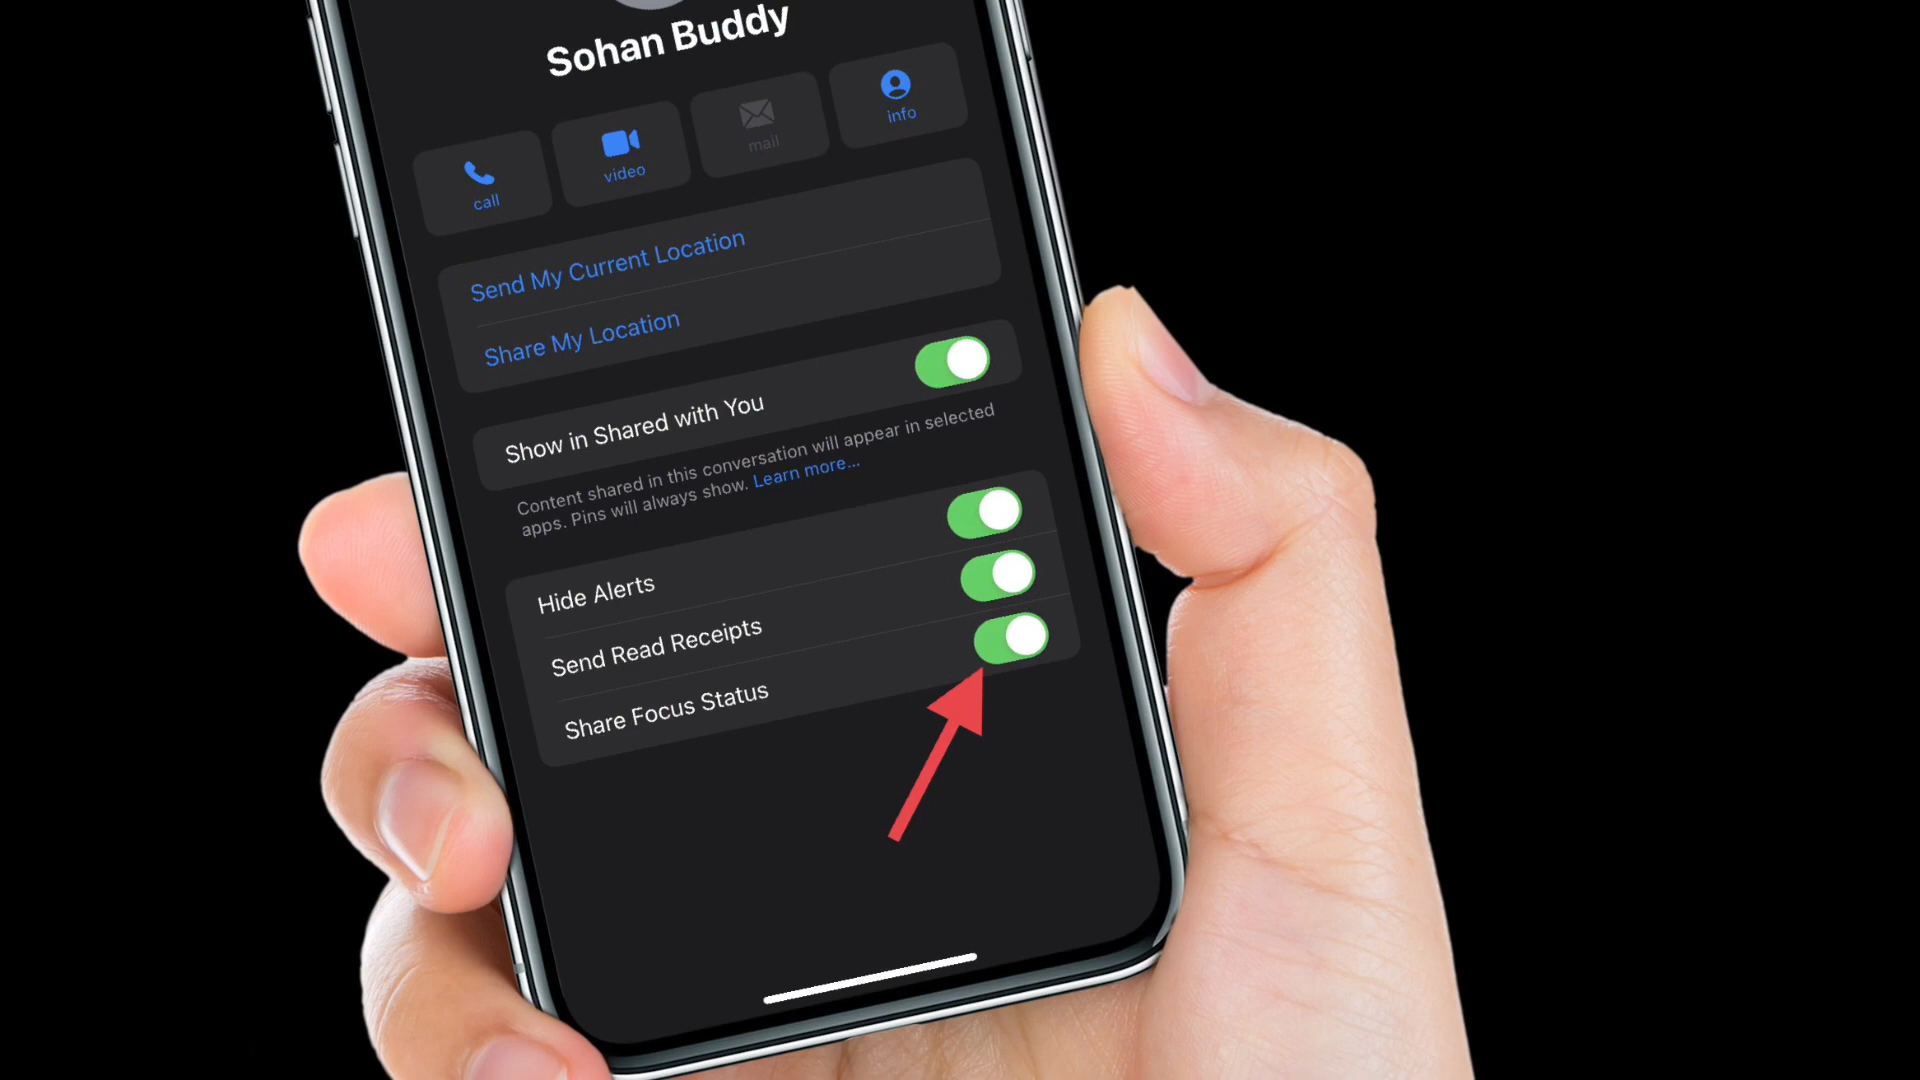 Sohan Buddy
call
video
mail
info
Send My Current Location
Share My Location
Show in Shared with You
Content shared in this conversation will appear in selected
apps. Pins will always show. Learn more...
Hide Alerts
Send Read Receipts
Share Focus Status